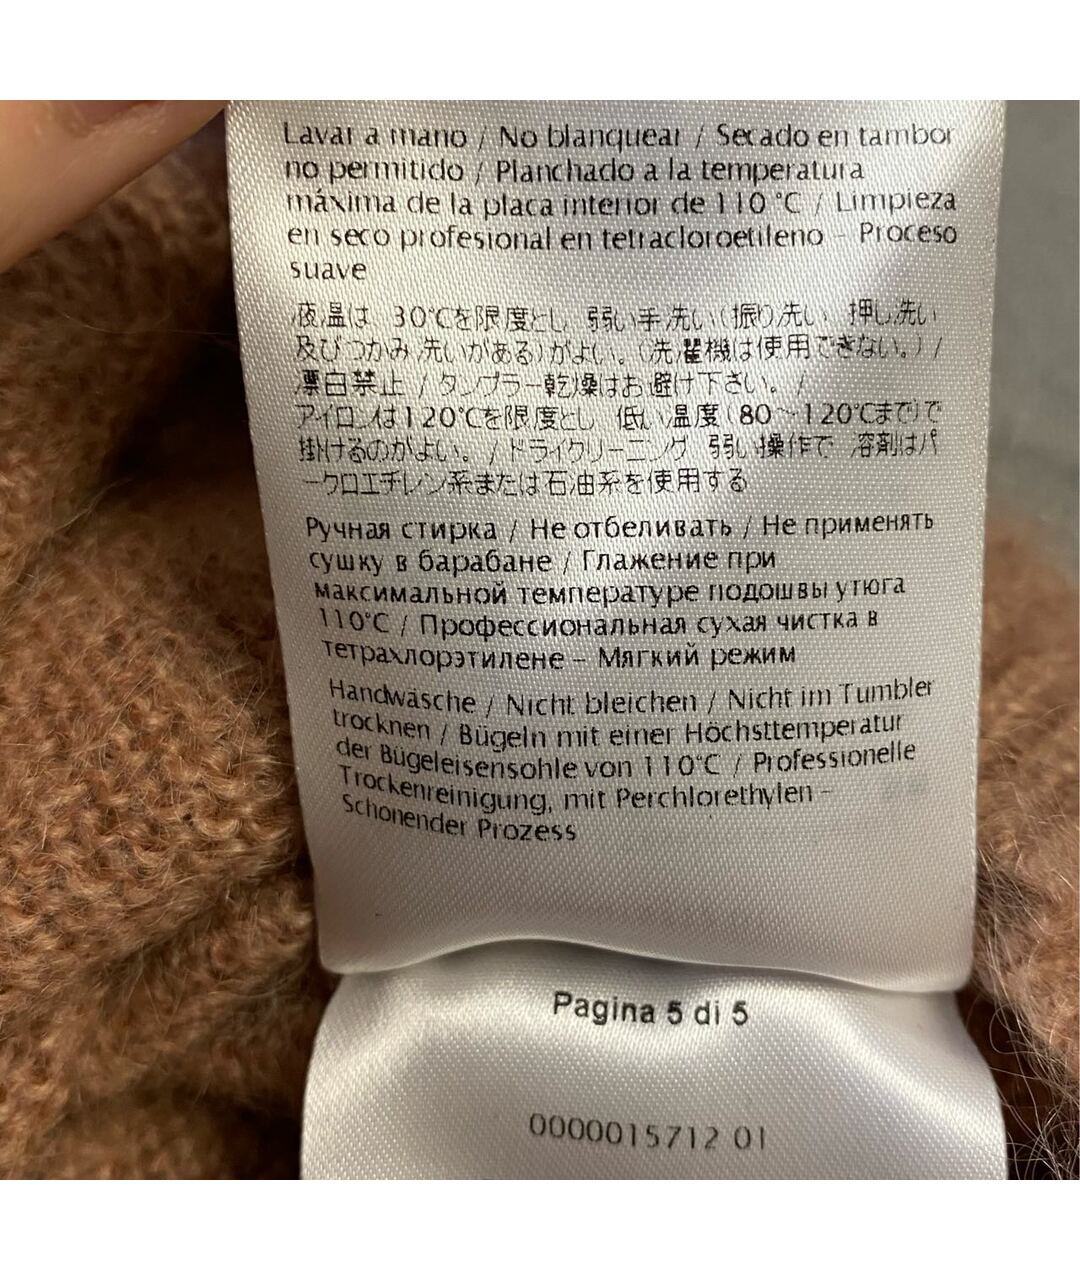 Lavar a mano / No blanquear / Secado en tambor
no permitido / Planchado a la temperatura
máxima de la placa interior de 110 °C / Limpieza
en seco profesional en tetracloroetileno – Proceso
suave
液温は 30℃を限度とし 弱い手洗い(振り洗い 押し洗い
及びつかみ洗いがある)がよい。(洗濯機は使用できない。) /
漂白禁止 / タンブラー乾燥はお避け下さい。 /
アイロンは120℃を限度とし 低い温度(80～120℃まで)で
掛けるのがよい。 / ドライクリーニング 弱い操作で 溶剤はパ
ークロエチレン系または石油系を使用する
Ручная стирка / Не отбеливать / Не применять
сушку в барабане / Глажение при
максимальной температуре подошвы утюга
110°C / Профессиональная сухая чистка в
тетрахлорэтилене – Мягкий режим
Handwäsche / Nicht bleichen / Nicht im Tumbler
trocknen / Bügeln mit einer Höchsttemperatur
der Bügeleisensohle von 110°C / Professionelle
Trockenreinigung, mit Perchlorethylen –
Schonender Prozess
Pagina 5 di 5
0000015712 01